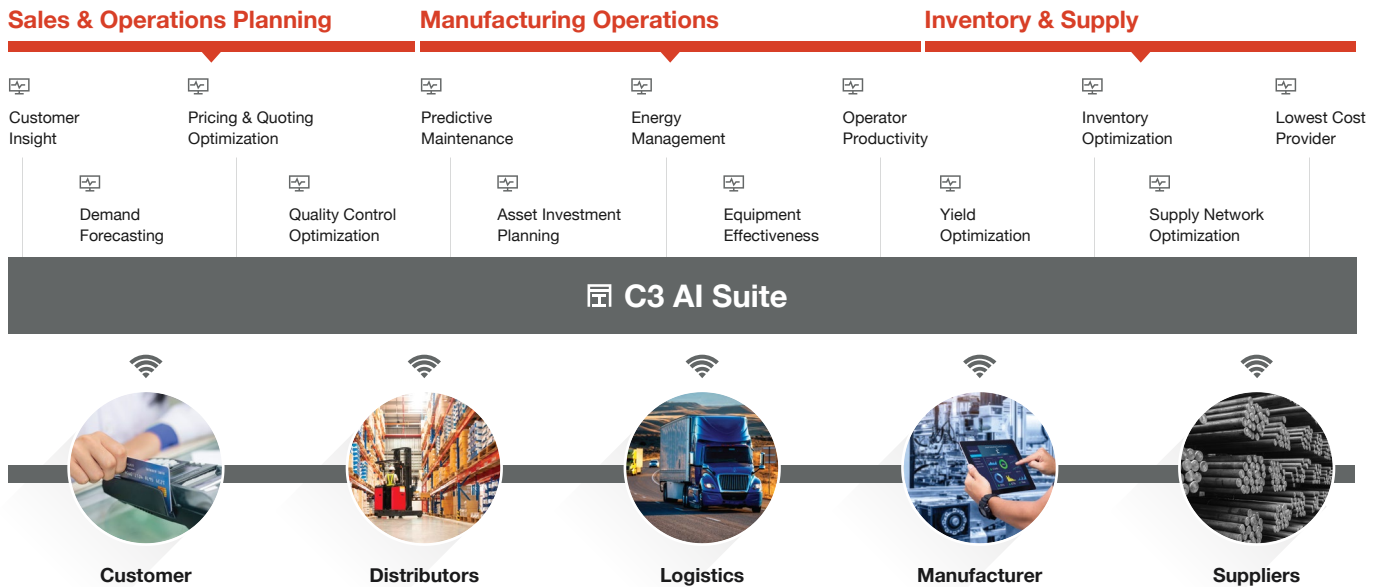 Sales & Operations Planning
Manufacturing Operations
Inventory & Supply
Customer
Insight
Pricing & Quoting
Optimization
Predictive
Maintenance
Energy
Management
Operator
Productivity
Inventory
Optimization
Lowest Cost
Provider
Demand
Forecasting
Quality Control
Optimization
Asset Investment
Planning
Equipment
Effectiveness
Yield
Optimization
Supply Network
Optimization
C3 AI Suite
Customer
Distributors
Logistics
Manufacturer
Suppliers